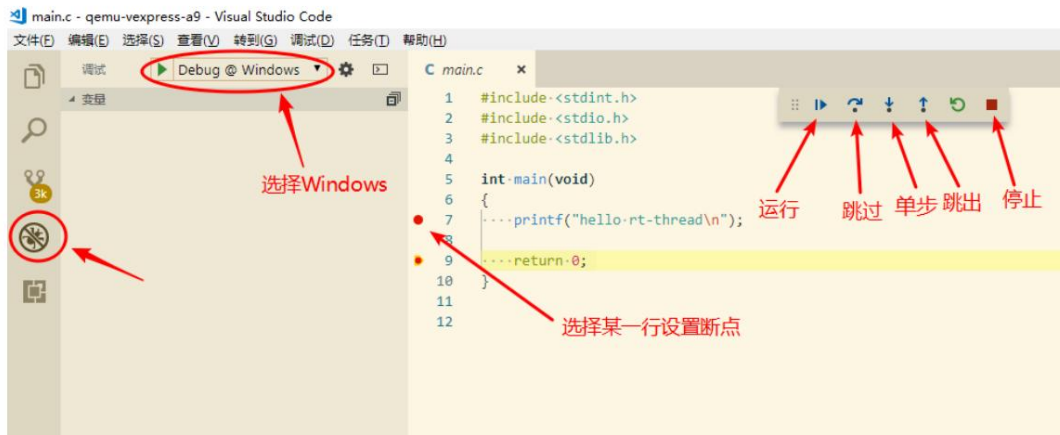 main.c - qemu-vexpress-a9 - Visual Studio Code
文件(F) 编辑(E) 选择(S) 查看(V) 转到(G) 调试(D) 任务(T) 帮助(H)
调试 Debug @ Windows
C main.c ×
变量
1 #include·<stdint.h>
2 #include·<stdio.h>
3 #include·<stdlib.h>
4
5 int·main(void)
6 {
7 ····printf("hello·rt-thread\n");
8
9 ····return·0;
10 }
11
12
3k
选择Windows
运行 跳过 单步 跳出 停止
选择某一行设置断点